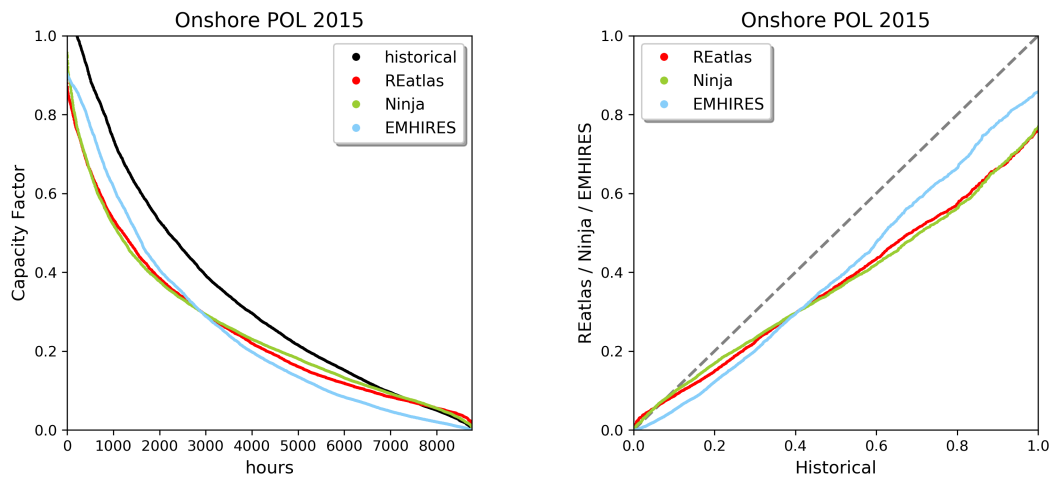 Onshore POL 2015
1.0
0.8
0.6
0.4
0.2
0.0
Capacity Factor
historical
REatlas
Ninja
EMHIRES
0 1000 2000 3000 4000 5000 6000 7000 8000
hours
Onshore POL 2015
1.0
0.8
0.6
0.4
0.2
0.0
REatlas / Ninja / EMHIRES
REatlas
Ninja
EMHIRES
0.0 0.2 0.4 0.6 0.8 1.0
Historical